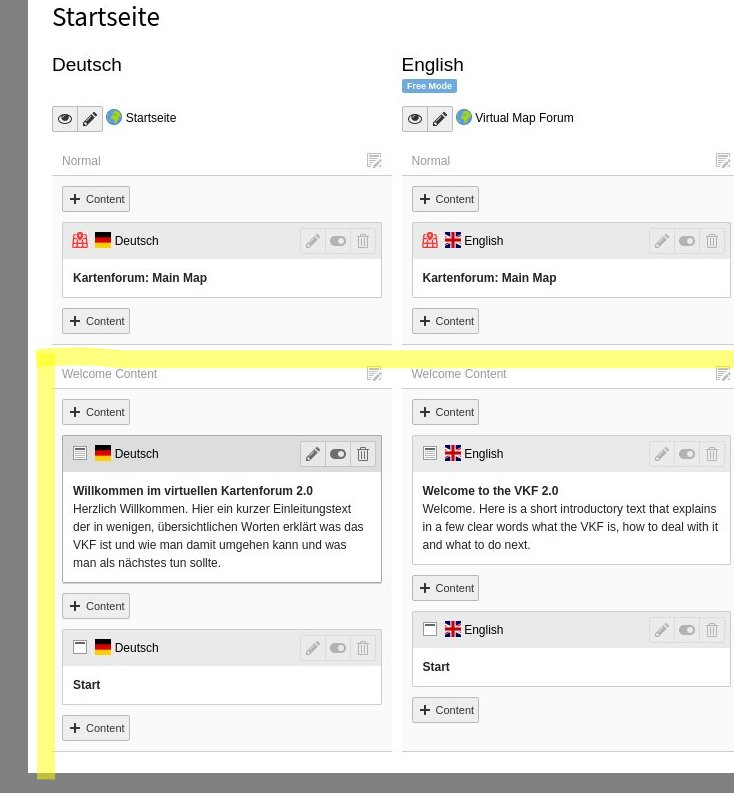 Startseite
Deutsch
Startseite
Normal
+ Content
Deutsch
Kartenforum: Main Map
+ Content
Welcome Content
+ Content
Deutsch
Willkommen im virtuellen Kartenforum 2.0
Herzlich Willkommen. Hier ein kurzer Einleitungstext
der in wenigen, übersichtlichen Worten erklärt was das
VKF ist und wie man damit umgehen kann und was
man als nächstes tun sollte.
+ Content
Deutsch
Start
+ Content
English
Free Mode
Virtual Map Forum
Normal
+ Content
English
Kartenforum: Main Map
+ Content
Welcome Content
+ Content
English
Welcome to the VKF 2.0
Welcome. Here is a short introductory text that explains
in a few clear words what the VKF is, how to deal with it
and what to do next.
+ Content
English
Start
+ Content